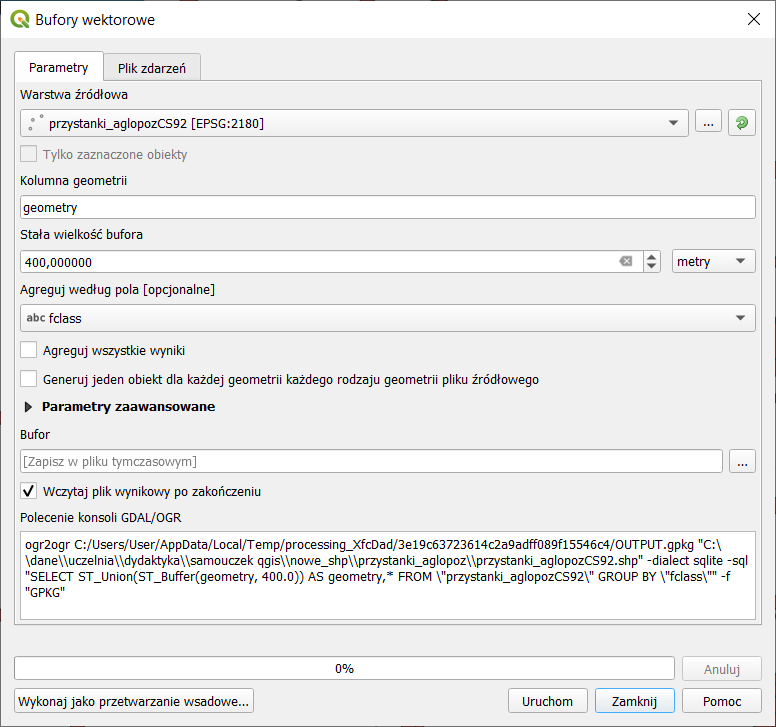 Bufory wektorowe
Parametry
Plik zdarzeń
Warstwa źródłowa
przystanki_aglopozCS92 [EPSG:2180]
...
Tylko zaznaczone obiekty
Kolumna geometrii
geometry
Stała wielkość bufora
400,000000
metry
Agreguj według pola [opcjonalne]
abc fclass
Agreguj wszystkie wyniki
Generuj jeden obiekt dla każdej geometrii każdego rodzaju geometrii pliku źródłowego
Parametry zaawansowane
Bufor
[Zapisz w pliku tymczasowym]
...
Wczytaj plik wynikowy po zakończeniu
Polecenie konsoli GDAL/OGR
ogr2ogr C:/Users/User/AppData/Local/Temp/processing_XfcDad/3e19c63723614c2a9adff089f15546c4/OUTPUT.gpkg "C:\
\dane\\uczelnia\\dydaktyka\\samouczek qgis\\nowe_shp\\przystanki_aglopoz\\przystanki_aglopozCS92.shp" -dialect sqlite -sql
"SELECT ST_Union(ST_Buffer(geometry, 400.0)) AS geometry,* FROM \"przystanki_aglopozCS92\" GROUP BY \"fclass\"" -f
"GPKG"
0%
Anuluj
Wykonaj jako przetwarzanie wsadowe...
Uruchom
Zamknij
Pomoc